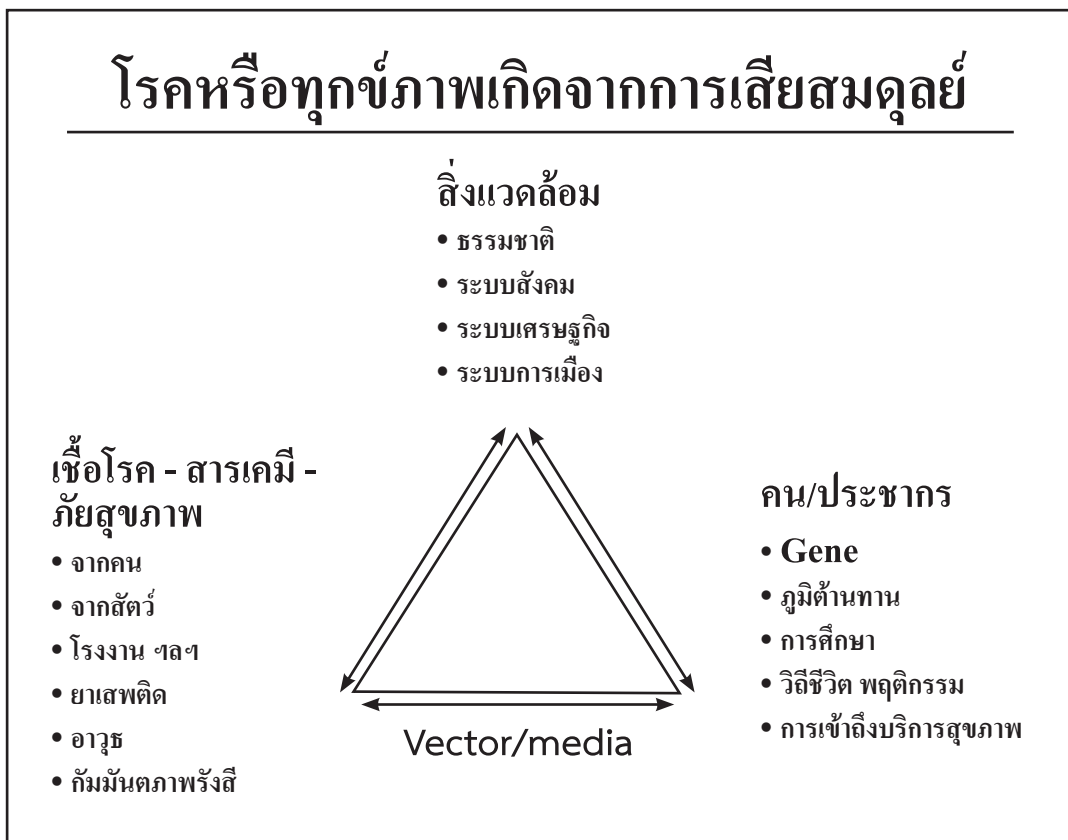 โรคหรือทุกข์ภาพเกิดจากการเสียสมดุลย์
สิ่งแวดล้อม
• ธรรมชาติ
• ระบบสังคม
• ระบบเศรษฐกิจ
• ระบบการเมือง
เชื้อโรค - สารเคมี -
ภัยสุขภาพ
• จากคน
• จากสัตว์
• โรงงาน ฯลฯ
• ยาเสพติด
• อาวุธ
• กัมมันตภาพรังสี
คน/ประชากร
• Gene
• ภูมิต้านทาน
• การศึกษา
• วิถีชีวิต พฤติกรรม
• การเข้าถึงบริการสุขภาพ
Vector/media